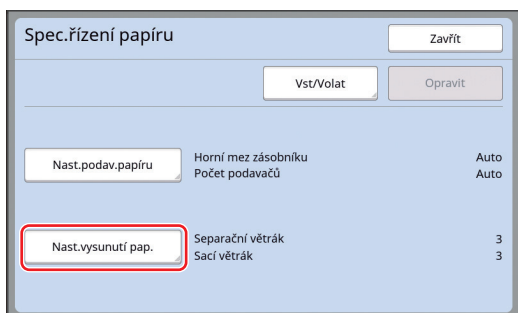 Spec.řízení papíru
Zavřít
Vst/Volat
Opravit
Nast.podav.papíru
Horní mez zásobníku Auto
Počet podavačů Auto
Nast.vysunutí pap.
Separační větrák 3
Sací větrák 3